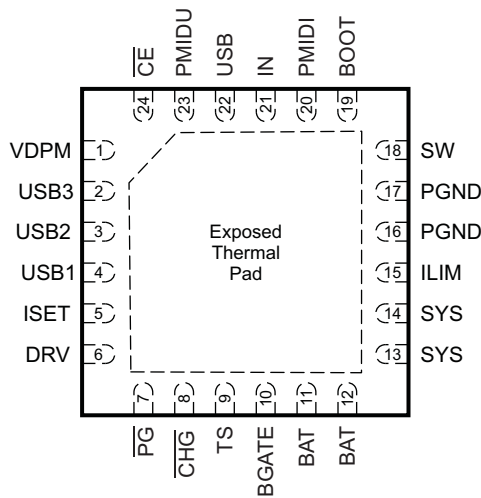 CE PMIDU USB IN PMIDI BOOT
24 23 22 21 20 19
VDPM 1 18 SW
USB3 2 17 PGND
USB2 3 16 PGND
USB1 4 15 ILIM
ISET 5 14 SYS
DRV 6 13 SYS
Exposed
Thermal
Pad
7 8 9 10 11 12
PG CHG TS BGATE BAT BAT